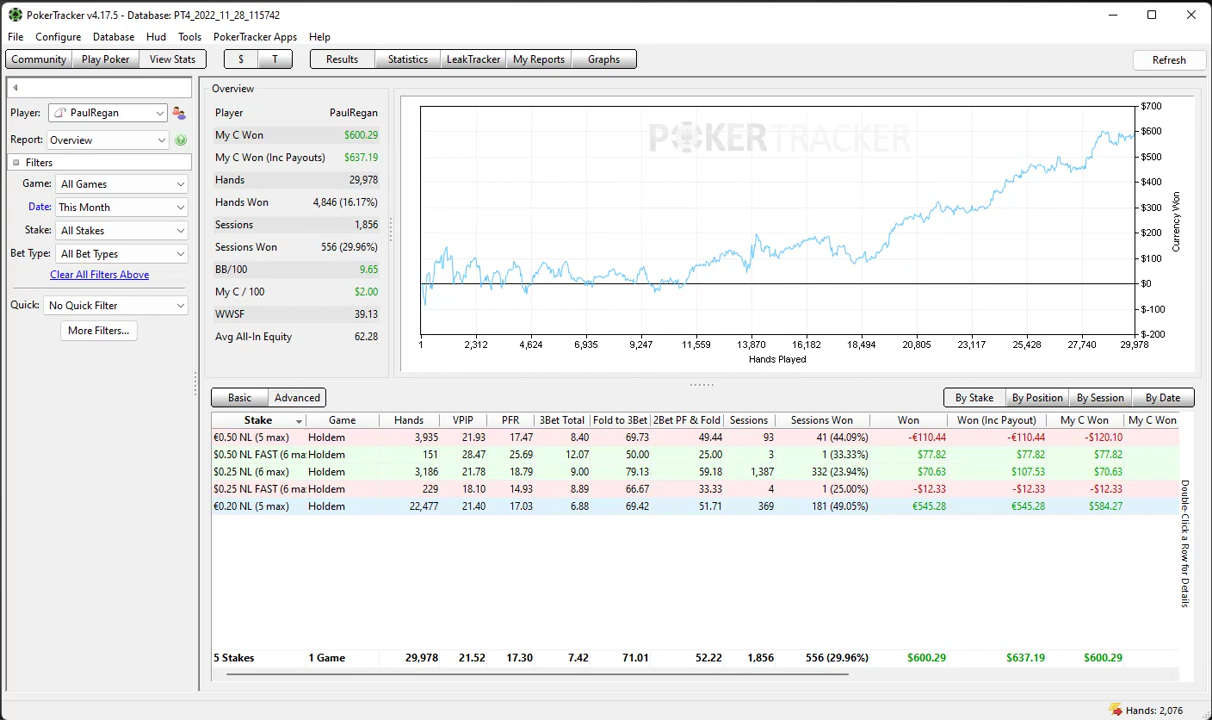 PokerTracker v4.17.5 - Database: PT4_2022_11_28_115742
File Configure Database Hud Tools PokerTracker Apps Help
Community Play Poker View Stats $ T Results Statistics LeakTracker My Reports Graphs Refresh
Player: PaulRegan
Report: Overview
Filters
Game: All Games
Date: This Month
Stake: All Stakes
Bet Type: All Bet Types
Clear All Filters Above
Quick: No Quick Filter
More Filters...
Overview
Player PaulRegan
My C Won $600.29
My C Won (Inc Payouts) $637.19
Hands 29,978
Hands Won 4,846 (16.17%)
Sessions 1,856
Sessions Won 556 (29.96%)
BB/100 9.65
My C / 100 $2.00
WWSF 39.13
Avg All-In Equity 62.28
POKERTRACKER
$700
$600
$500
$400
$300
$200
$100
$0
$-100
$-200
Currency Won
1 2,312 4,624 6,935 9,247 11,559 13,870 16,182 18,494 20,805 23,117 25,428 27,740 29,978
Hands Played
Basic Advanced By Stake By Position By Session By Date
Stake Game Hands VPIP PFR 3Bet Total Fold to 3Bet 2Bet PF & Fold Sessions Sessions Won Won Won (Inc Payout) My C Won My C Won
€0.50 NL (5 max) Holdem 3,935 21.93 17.47 8.40 69.73 49.44 93 41 (44.09%) -€110.44 -€110.44 -$120.10
$0.50 NL FAST (6 ma: Holdem 151 28.47 25.69 12.07 50.00 25.00 3 1 (33.33%) $77.82 $77.82 $77.82
$0.25 NL (6 max) Holdem 3,186 21.78 18.79 9.00 79.13 59.18 1,387 332 (23.94%) $70.63 $107.53 $70.63
$0.25 NL FAST (6 ma: Holdem 229 18.10 14.93 8.89 66.67 33.33 4 1 (25.00%) -$12.33 -$12.33 -$12.33
€0.20 NL (5 max) Holdem 22,477 21.40 17.03 6.88 69.42 51.71 369 181 (49.05%) €545.28 €545.28 $584.27
5 Stakes 1 Game 29,978 21.52 17.30 7.42 71.01 52.22 1,856 556 (29.96%) $600.29 $637.19 $600.29
Double-Click a Row for Details
Hands: 2,076